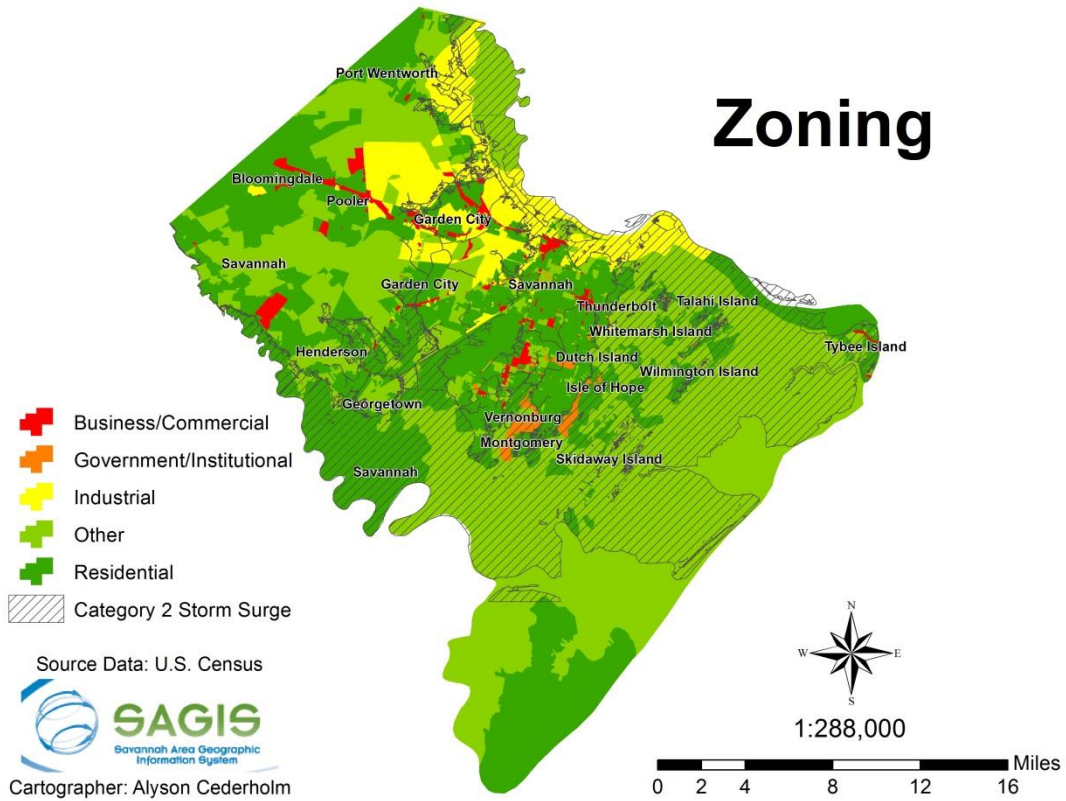 Zoning
Port Wentworth
Bloomingdale
Pooler
Garden City
Savannah
Garden City
Savannah
Thunderbolt
Talahi Island
Whitemarsh Island
Tybee Island
Henderson
Dutch Island
Wilmington Island
Isle of Hope
Georgetown
Vernonburg
Montgomery
Skidaway Island
Savannah
Business/Commercial
Government/Institutional
Industrial
Other
Residential
Category 2 Storm Surge
Source Data: U.S. Census
SAGIS
Savannah Area Geographic
Information System
Cartographer: Alyson Cederholm
N
W E
S
1:288,000
Miles
0 2 4 8 12 16